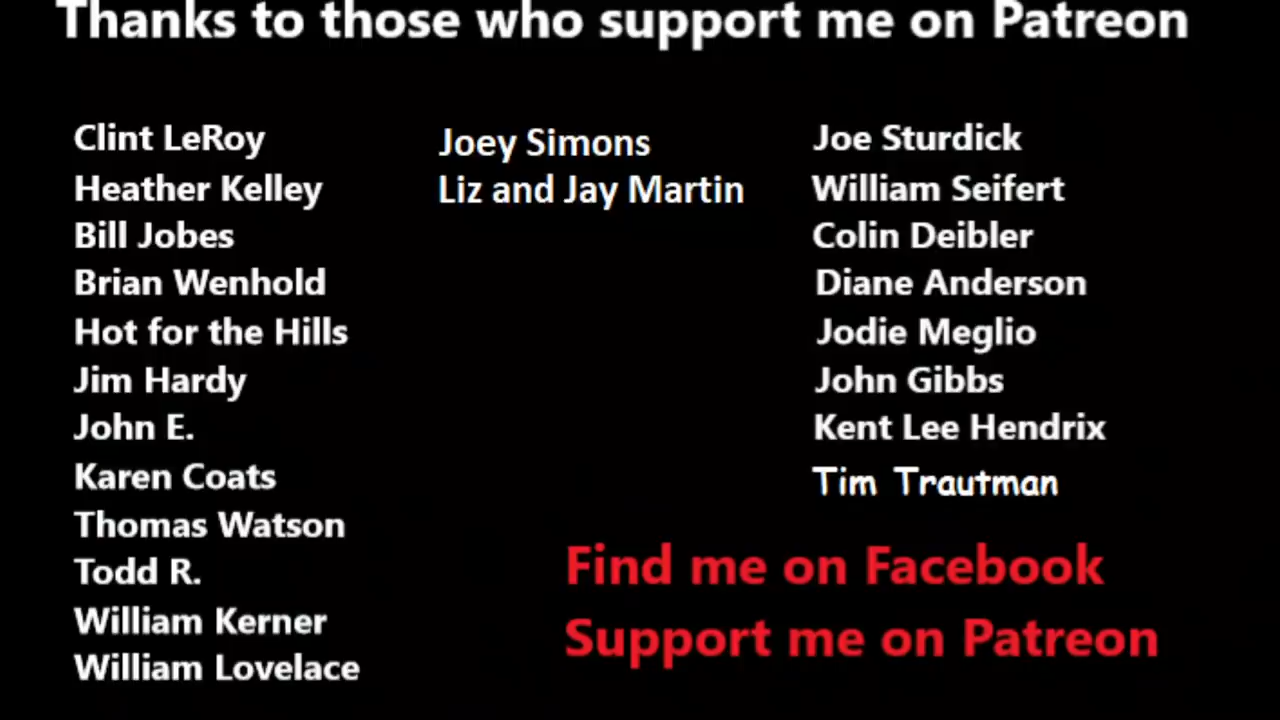 Thanks to those who support me on Patreon
Clint LeRoy
Heather Kelley
Bill Jobes
Brian Wenhold
Hot for the Hills
Jim Hardy
John E.
Karen Coats
Thomas Watson
Todd R.
William Kerner
William Lovelace
Joey Simons
Liz and Jay Martin
Joe Sturdick
William Seifert
Colin Deibler
Diane Anderson
Jodie Meglio
John Gibbs
Kent Lee Hendrix
Tim Trautman
Find me on Facebook
Support me on Patreon